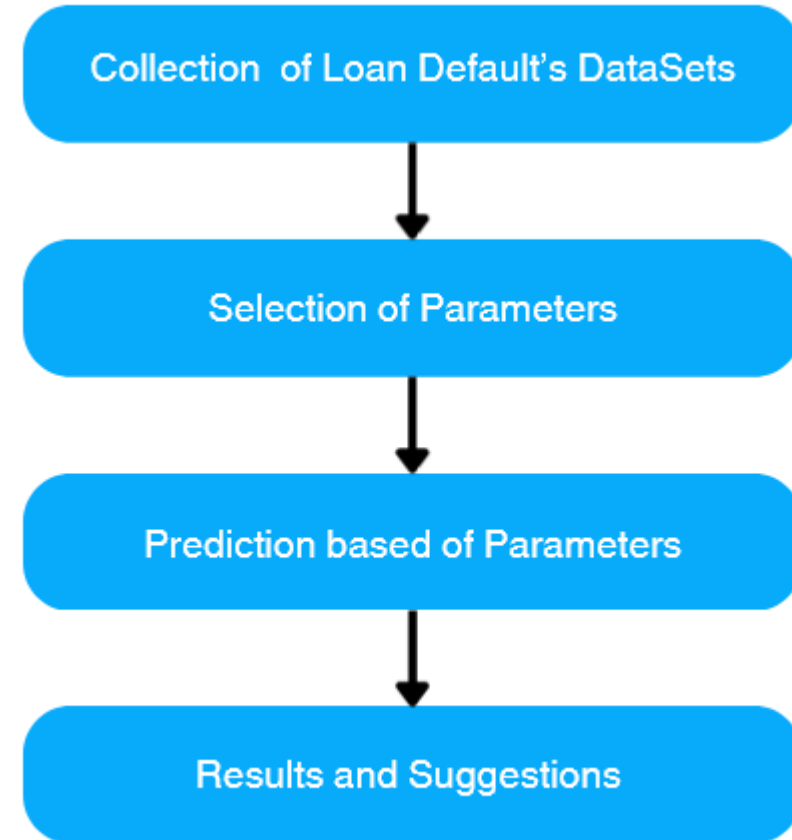 Collection of Loan Default’s DataSets
Selection of Parameters
Prediction based of Parameters
Results and Suggestions